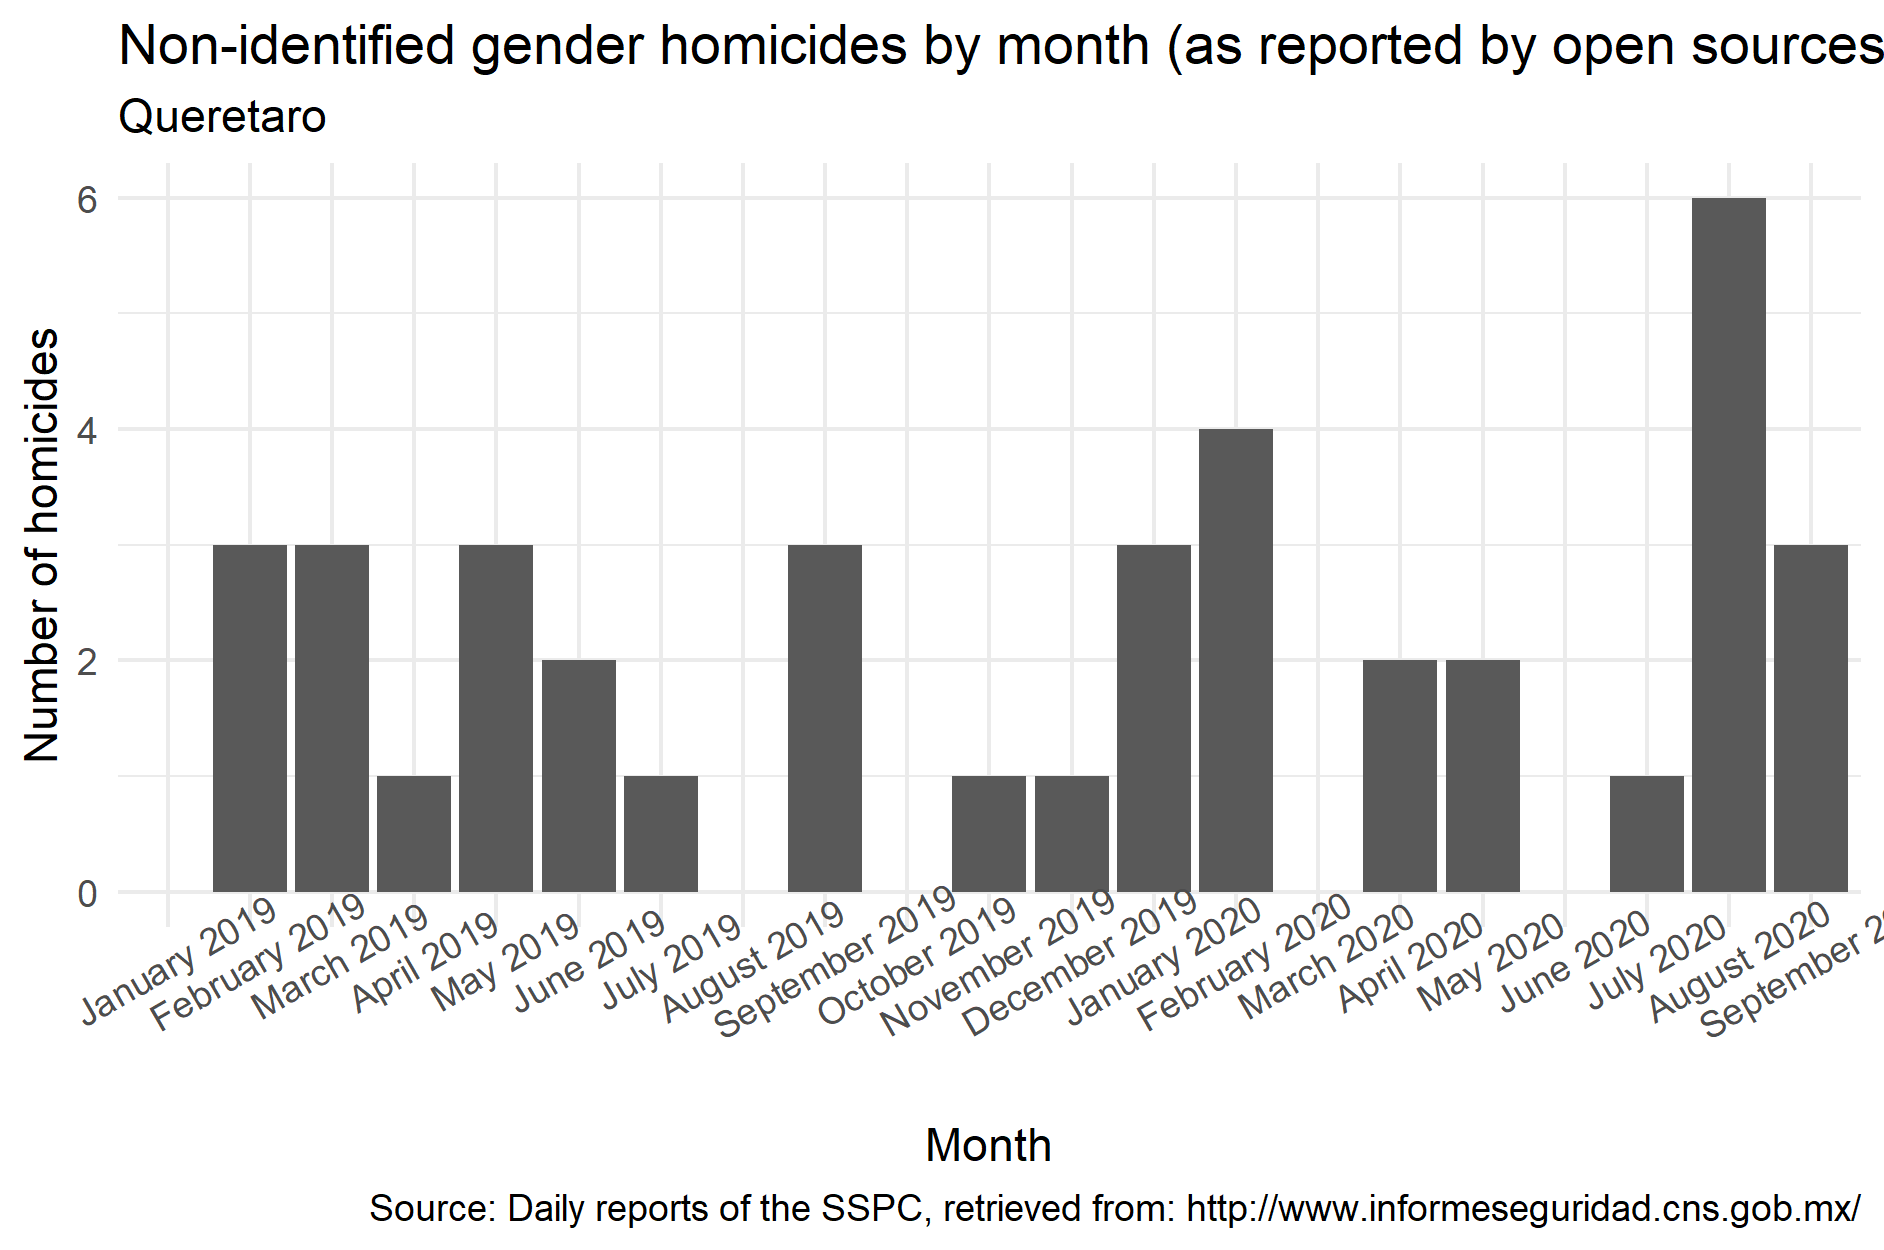 Non-identified gender homicides by month (as reported by open sources
Queretaro
Number of homicides
6
4
2
0
January 2019
February 2019
March 2019
April 2019
May 2019
June 2019
July 2019
August 2019
September 2019
October 2019
November 2019
December 2019
January 2020
February 2020
March 2020
April 2020
May 2020
June 2020
July 2020
August 2020
September 2
Month
Source: Daily reports of the SSPC, retrieved from: http://www.informeseguridad.cns.gob.mx/